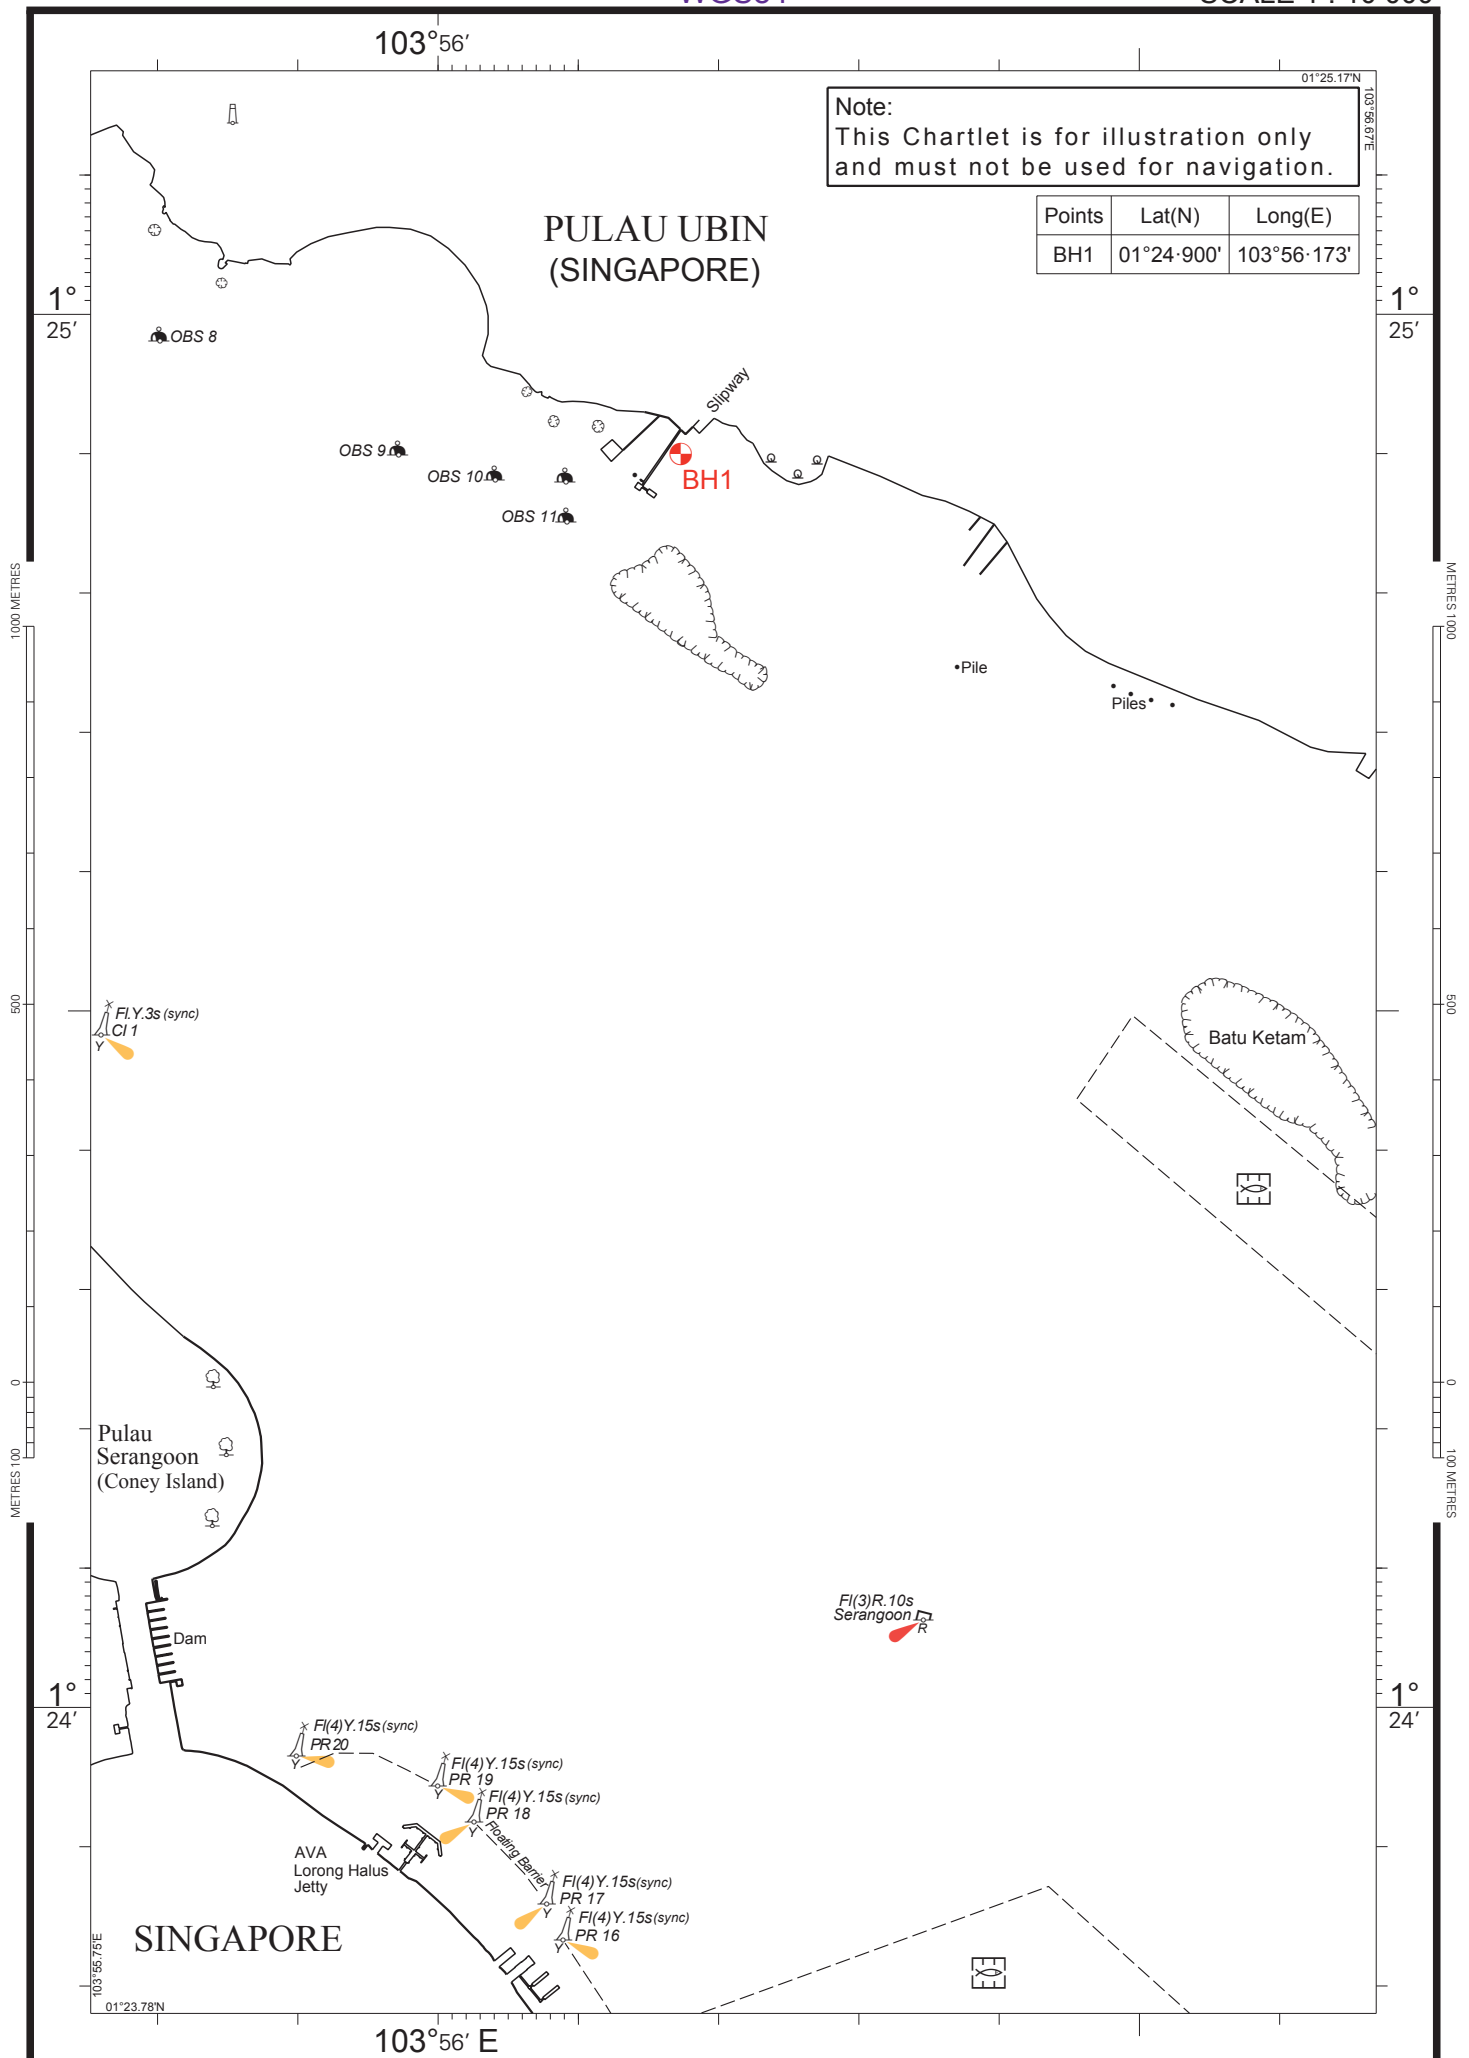 103°56′
01°25.17'N
103°56.67'E
Note:
This Chartlet is for illustration only
and must not be used for navigation.
Points Lat(N) Long(E)
BH1 01°24·900' 103°56·173'
PULAU UBIN
(SINGAPORE)
1°
25′
1°
25′
OBS 8
Slipway
OBS 9
OBS 10
BH1
OBS 11
1000 METRES
METRES 1000
Pile
Piles
500
500
Fl.Y.3s (sync)
CI 1
Y
Batu Ketam
0
0
Pulau
Serangoon
(Coney Island)
METRES 100
100 METRES
Fl(3)R.10s
Serangoon
R
Dam
1°
24′
1°
24′
Fl(4)Y.15s (sync)
PR20
Y
Fl(4)Y.15s (sync)
PR 19
Y
Fl(4)Y.15s (sync)
PR 18
Y
Floating Barrier
AVA
Lorong Halus
Jetty
Fl(4)Y.15s (sync)
PR 17
Y
Fl(4)Y.15s (sync)
PR 16
Y
SINGAPORE
103°55.75'E
01°23.78'N
103°56′ E